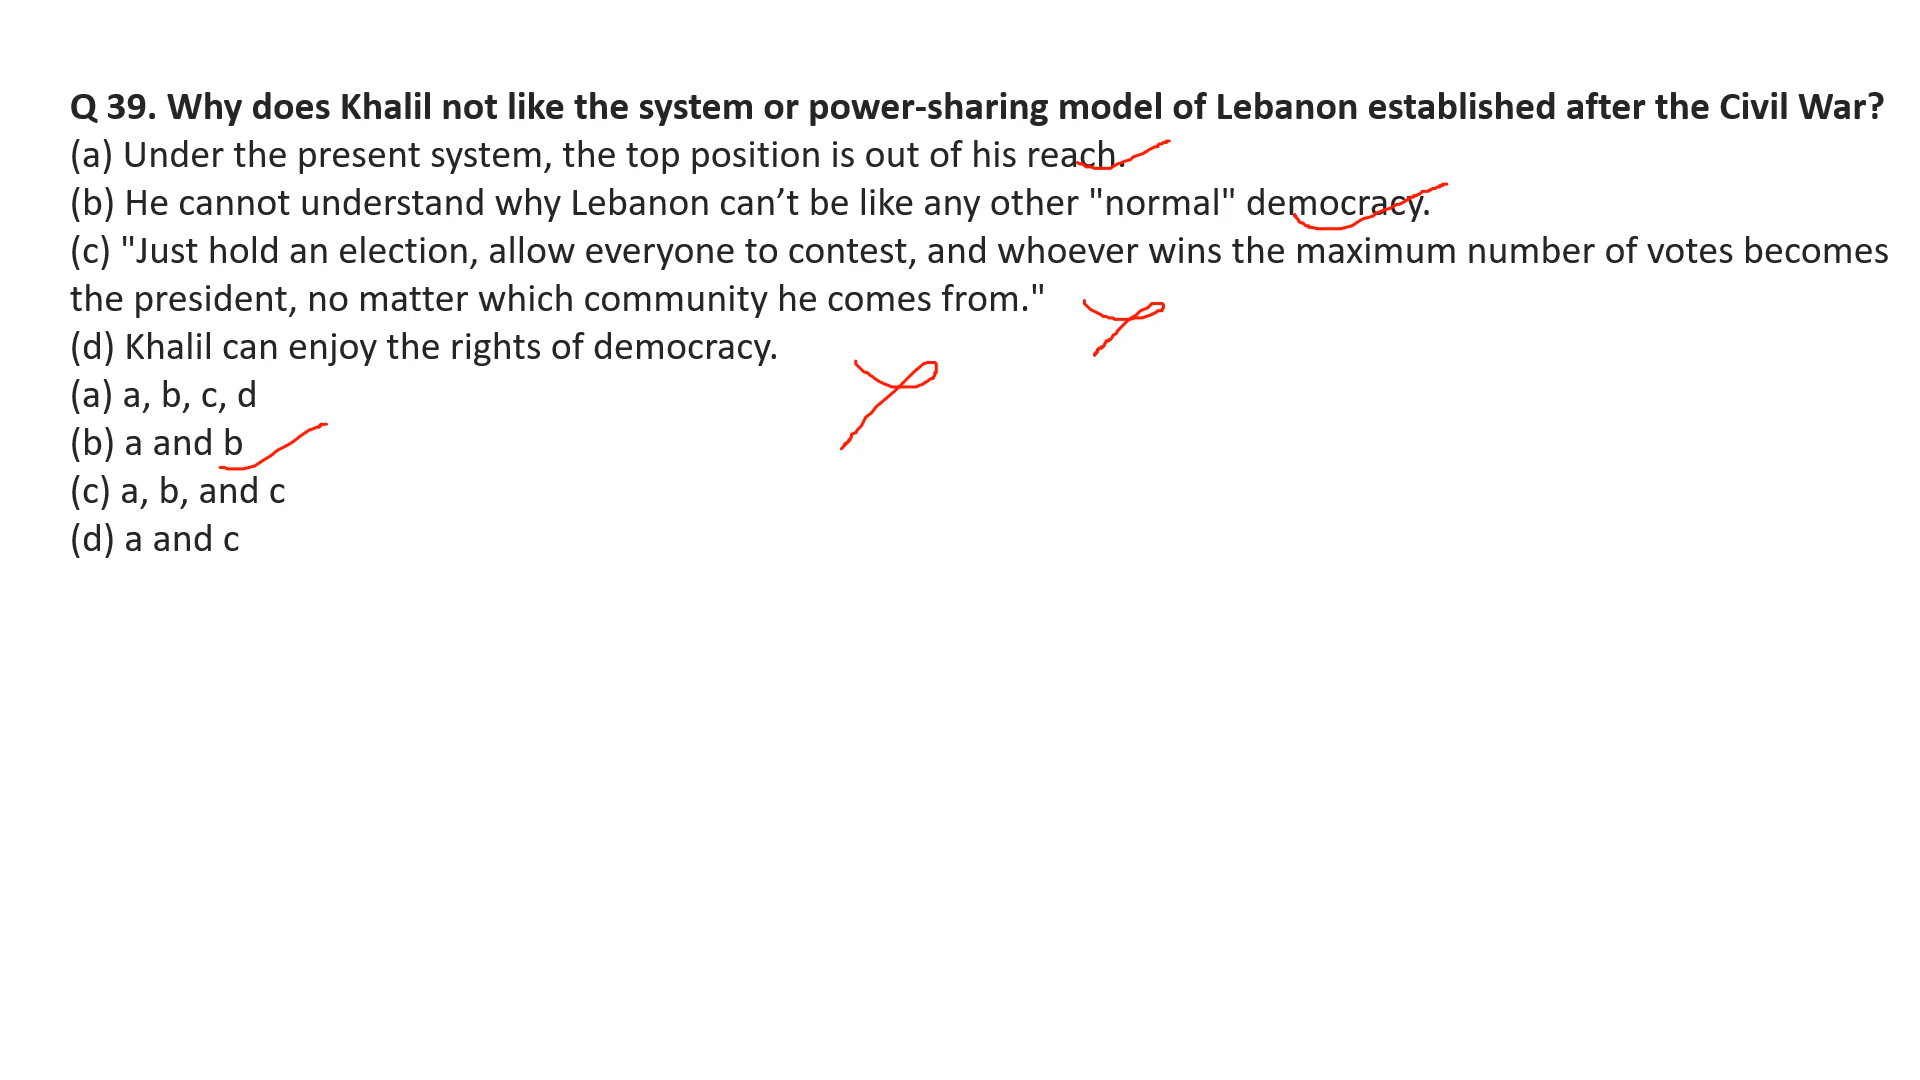 Q 39. Why does Khalil not like the system or power-sharing model of Lebanon established after the Civil War?
(a) Under the present system, the top position is out of his reach.
(b) He cannot understand why Lebanon can’t be like any other "normal" democracy.
(c) "Just hold an election, allow everyone to contest, and whoever wins the maximum number of votes becomes
the president, no matter which community he comes from."
(d) Khalil can enjoy the rights of democracy.
(a) a, b, c, d
(b) a and b
(c) a, b, and c
(d) a and c